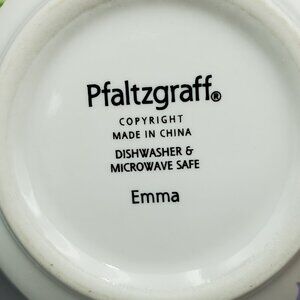 Pfaltzgraff®
COPYRIGHT
MADE IN CHINA
DISHWASHER &
MICROWAVE SAFE
Emma